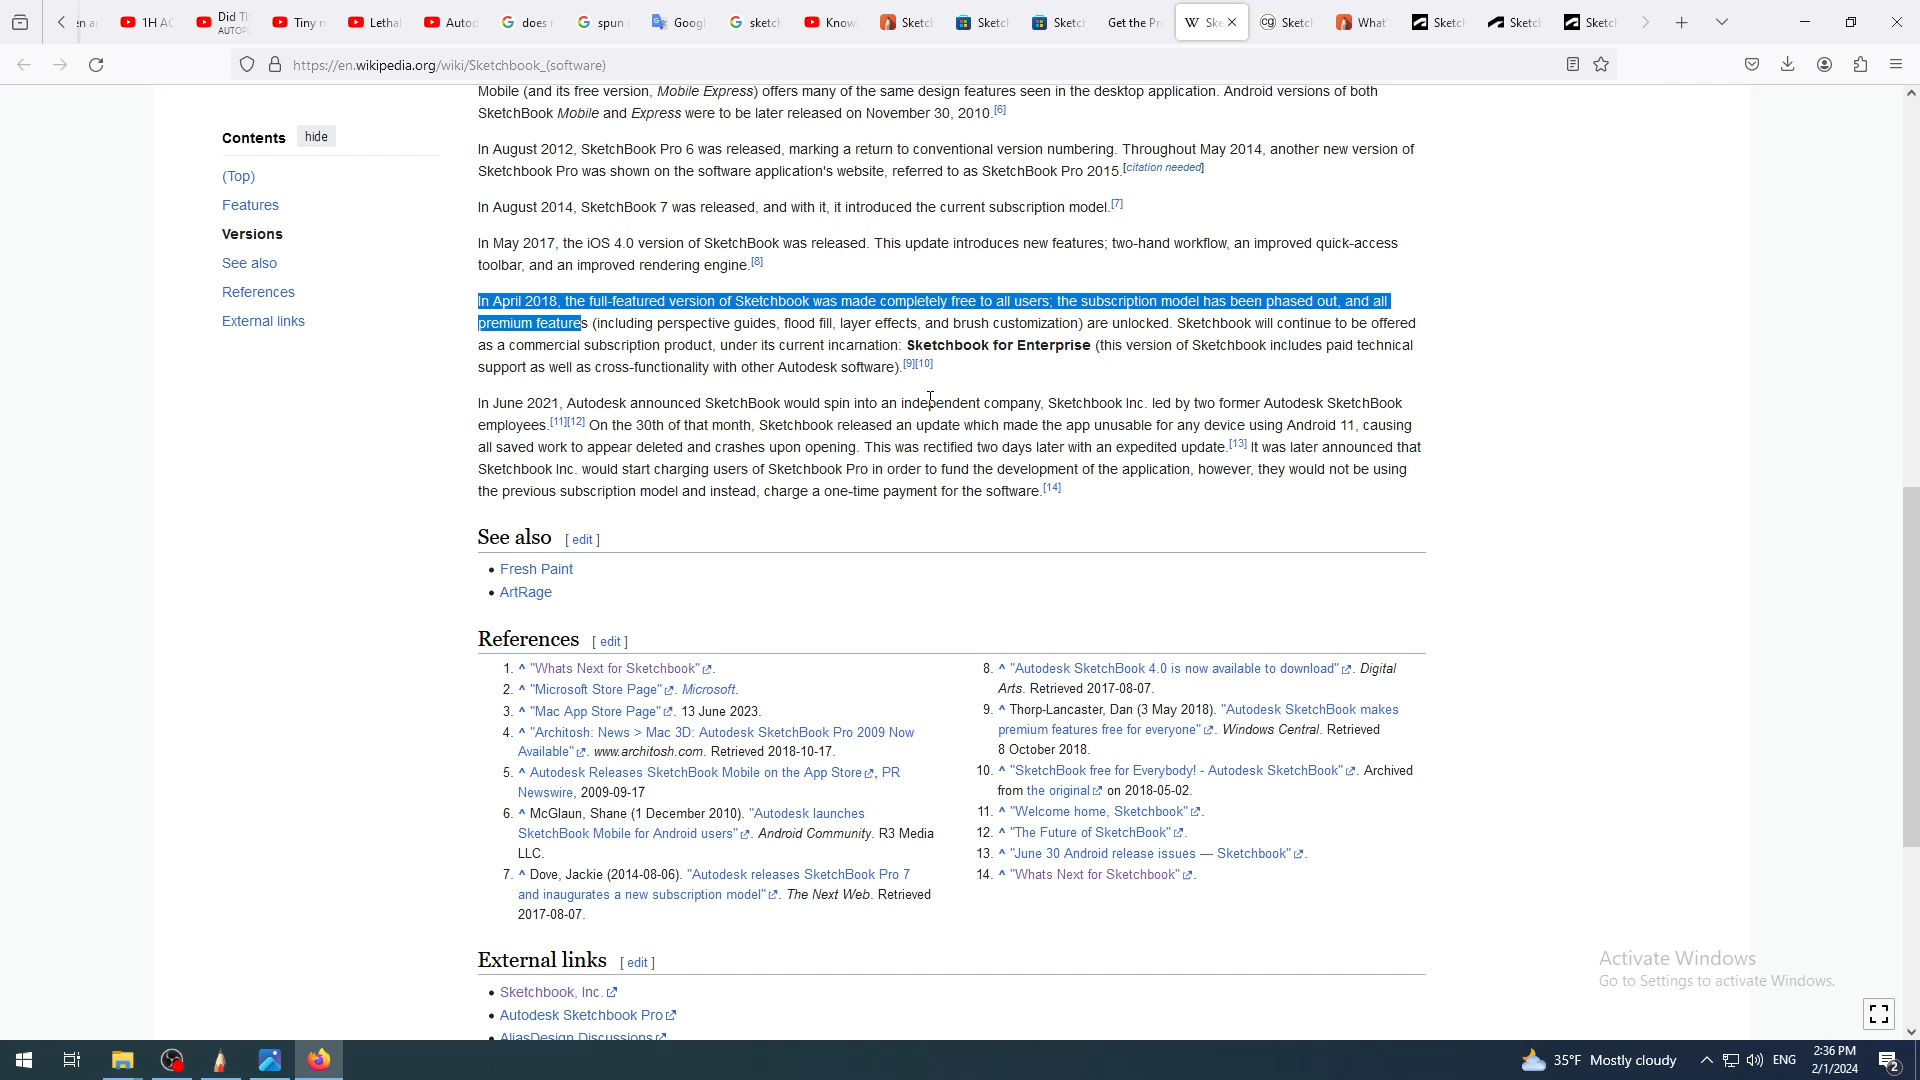 en a
1H AC
Did Th
AUTOPL
Tiny n
Lethal
Autod
does r
spun
Googl
sketch
Know
Sketch
Sketch
Sketch
Get the Pr
Ske
Sketch
What'
Sketch
Sketch
Sketch
https://en.wikipedia.org/wiki/Sketchbook_(software)
Contents hide
(Top)
Features
Versions
See also
References
External links
Mobile (and its free version, Mobile Express) offers many of the same design features seen in the desktop application. Android versions of both
SketchBook Mobile and Express were to be later released on November 30, 2010.[6]
In August 2012, SketchBook Pro 6 was released, marking a return to conventional version numbering. Throughout May 2014, another new version of
Sketchbook Pro was shown on the software application's website, referred to as SketchBook Pro 2015.[citation needed]
In August 2014, SketchBook 7 was released, and with it, it introduced the current subscription model.[7]
In May 2017, the iOS 4.0 version of SketchBook was released. This update introduces new features; two-hand workflow, an improved quick-access
toolbar, and an improved rendering engine.[8]
In April 2018, the full-featured version of Sketchbook was made completely free to all users; the subscription model has been phased out, and all
premium features (including perspective guides, flood fill, layer effects, and brush customization) are unlocked. Sketchbook will continue to be offered
as a commercial subscription product, under its current incarnation: Sketchbook for Enterprise (this version of Sketchbook includes paid technical
support as well as cross-functionality with other Autodesk software).[9][10]
In June 2021, Autodesk announced SketchBook would spin into an independent company, Sketchbook Inc. led by two former Autodesk SketchBook
employees.[11][12] On the 30th of that month, Sketchbook released an update which made the app unusable for any device using Android 11, causing
all saved work to appear deleted and crashes upon opening. This was rectified two days later with an expedited update.[13] It was later announced that
Sketchbook Inc. would start charging users of Sketchbook Pro in order to fund the development of the application, however, they would not be using
the previous subscription model and instead, charge a one-time payment for the software.[14]
See also [ edit ]
• Fresh Paint
• ArtRage
References [ edit ]
1. ^ "Whats Next for Sketchbook".
2. ^ "Microsoft Store Page". Microsoft.
3. ^ "Mac App Store Page". 13 June 2023.
4. ^ "Architosh: News > Mac 3D: Autodesk SketchBook Pro 2009 Now
Available". www.architosh.com. Retrieved 2018-10-17.
5. ^ Autodesk Releases SketchBook Mobile on the App Store, PR
Newswire, 2009-09-17
6. ^ McGlaun, Shane (1 December 2010). "Autodesk launches
SketchBook Mobile for Android users". Android Community. R3 Media
LLC.
7. ^ Dove, Jackie (2014-08-06). "Autodesk releases SketchBook Pro 7
and inaugurates a new subscription model". The Next Web. Retrieved
2017-08-07.
8. ^ "Autodesk SketchBook 4.0 is now available to download". Digital
Arts. Retrieved 2017-08-07.
9. ^ Thorp-Lancaster, Dan (3 May 2018). "Autodesk SketchBook makes
premium features free for everyone". Windows Central. Retrieved
8 October 2018.
10. ^ "SketchBook free for Everybody! - Autodesk SketchBook". Archived
from the original on 2018-05-02.
11. ^ "Welcome home, Sketchbook".
12. ^ "The Future of SketchBook".
13. ^ "June 30 Android release issues — Sketchbook".
14. ^ "Whats Next for Sketchbook".
External links [ edit ]
• Sketchbook, Inc.
• Autodesk Sketchbook Pro
• AliasDesign Discussions
Activate Windows
Go to Settings to activate Windows.
35°F Mostly cloudy
ENG
2:36 PM
2/1/2024
2